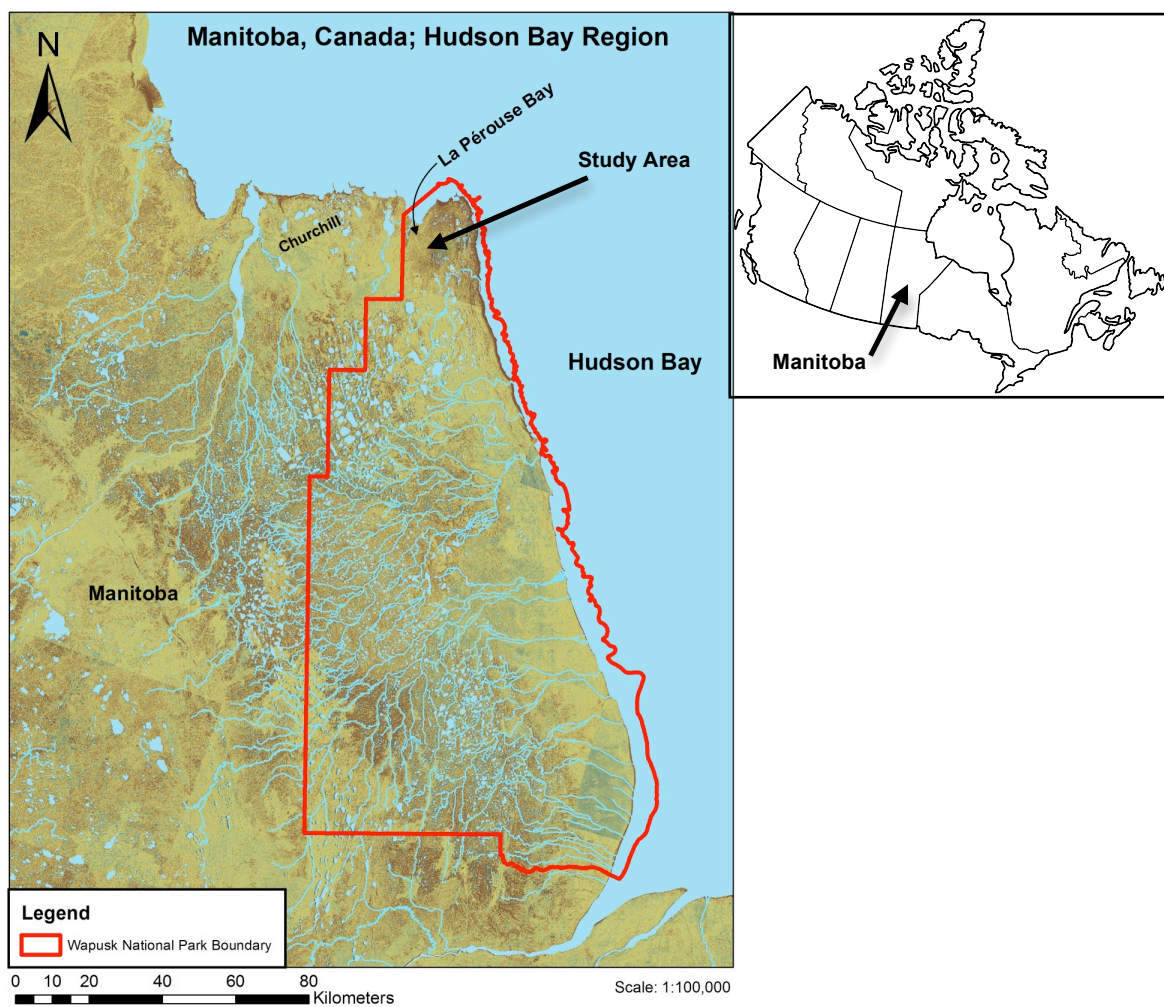 Manitoba, Canada; Hudson Bay Region
N
La Pérouse Bay
Study Area
Churchill
Hudson Bay
Manitoba
Manitoba
Legend
Wapusk National Park Boundary
0 10 20 40 60 80
Kilometers
Scale: 1:100,000